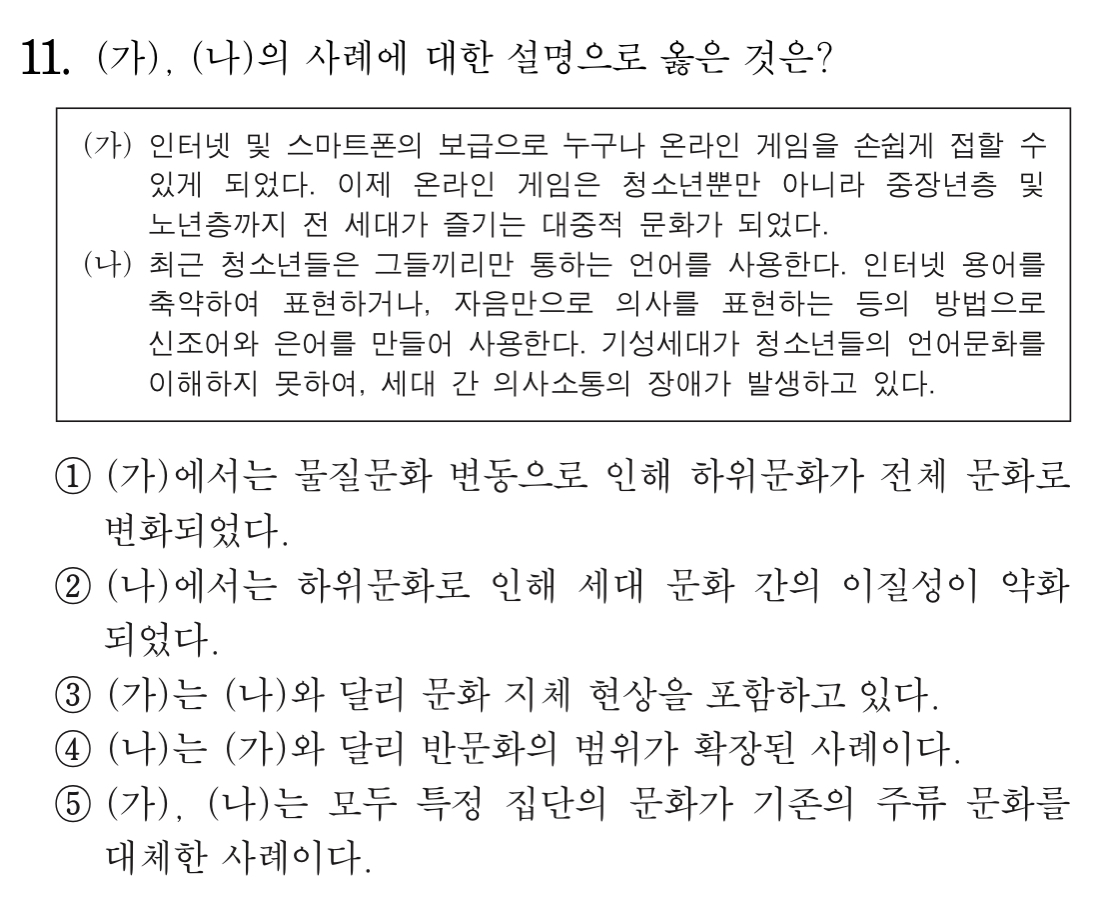 11. (가), (나)의 사례에 대한 설명으로 옳은 것은?
(가) 인터넷 및 스마트폰의 보급으로 누구나 온라인 게임을 손쉽게 접할 수
있게 되었다. 이제 온라인 게임은 청소년뿐만 아니라 중장년층 및
노년층까지 전 세대가 즐기는 대중적 문화가 되었다.
(나) 최근 청소년들은 그들끼리만 통하는 언어를 사용한다. 인터넷 용어를
축약하여 표현하거나, 자음만으로 의사를 표현하는 등의 방법으로
신조어와 은어를 만들어 사용한다. 기성세대가 청소년들의 언어문화를
이해하지 못하여, 세대 간 의사소통의 장애가 발생하고 있다.
① (가)에서는 물질문화 변동으로 인해 하위문화가 전체 문화로
변화되었다.
② (나)에서는 하위문화로 인해 세대 문화 간의 이질성이 약화
되었다.
③ (가)는 (나)와 달리 문화 지체 현상을 포함하고 있다.
④ (나)는 (가)와 달리 반문화의 범위가 확장된 사례이다.
⑤ (가), (나)는 모두 특정 집단의 문화가 기존의 주류 문화를
대체한 사례이다.